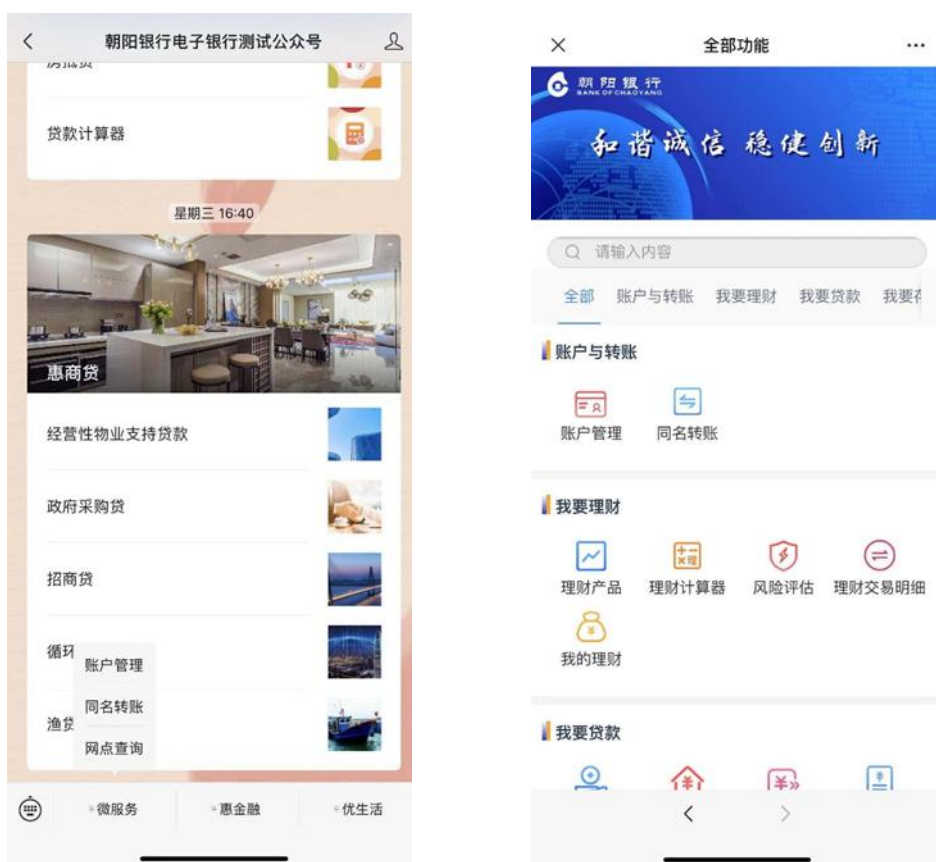 朝阳银行电子银行测试公众号
贷款计算器
星期三 16:40
惠商贷
经营性物业支持贷款
政府采购贷
招商贷
循环
账户管理
同名转账
渔贷
网点查询
微服务
惠金融
优生活
全部功能
朝阳银行
BANK OF CHAOYANG
和谐诚信 稳健创新
请输入内容
全部 账户与转账 我要理财 我要贷款 我要存
账户与转账
账户管理 同名转账
我要理财
理财产品 理财计算器 风险评估 理财交易明细
我的理财
我要贷款